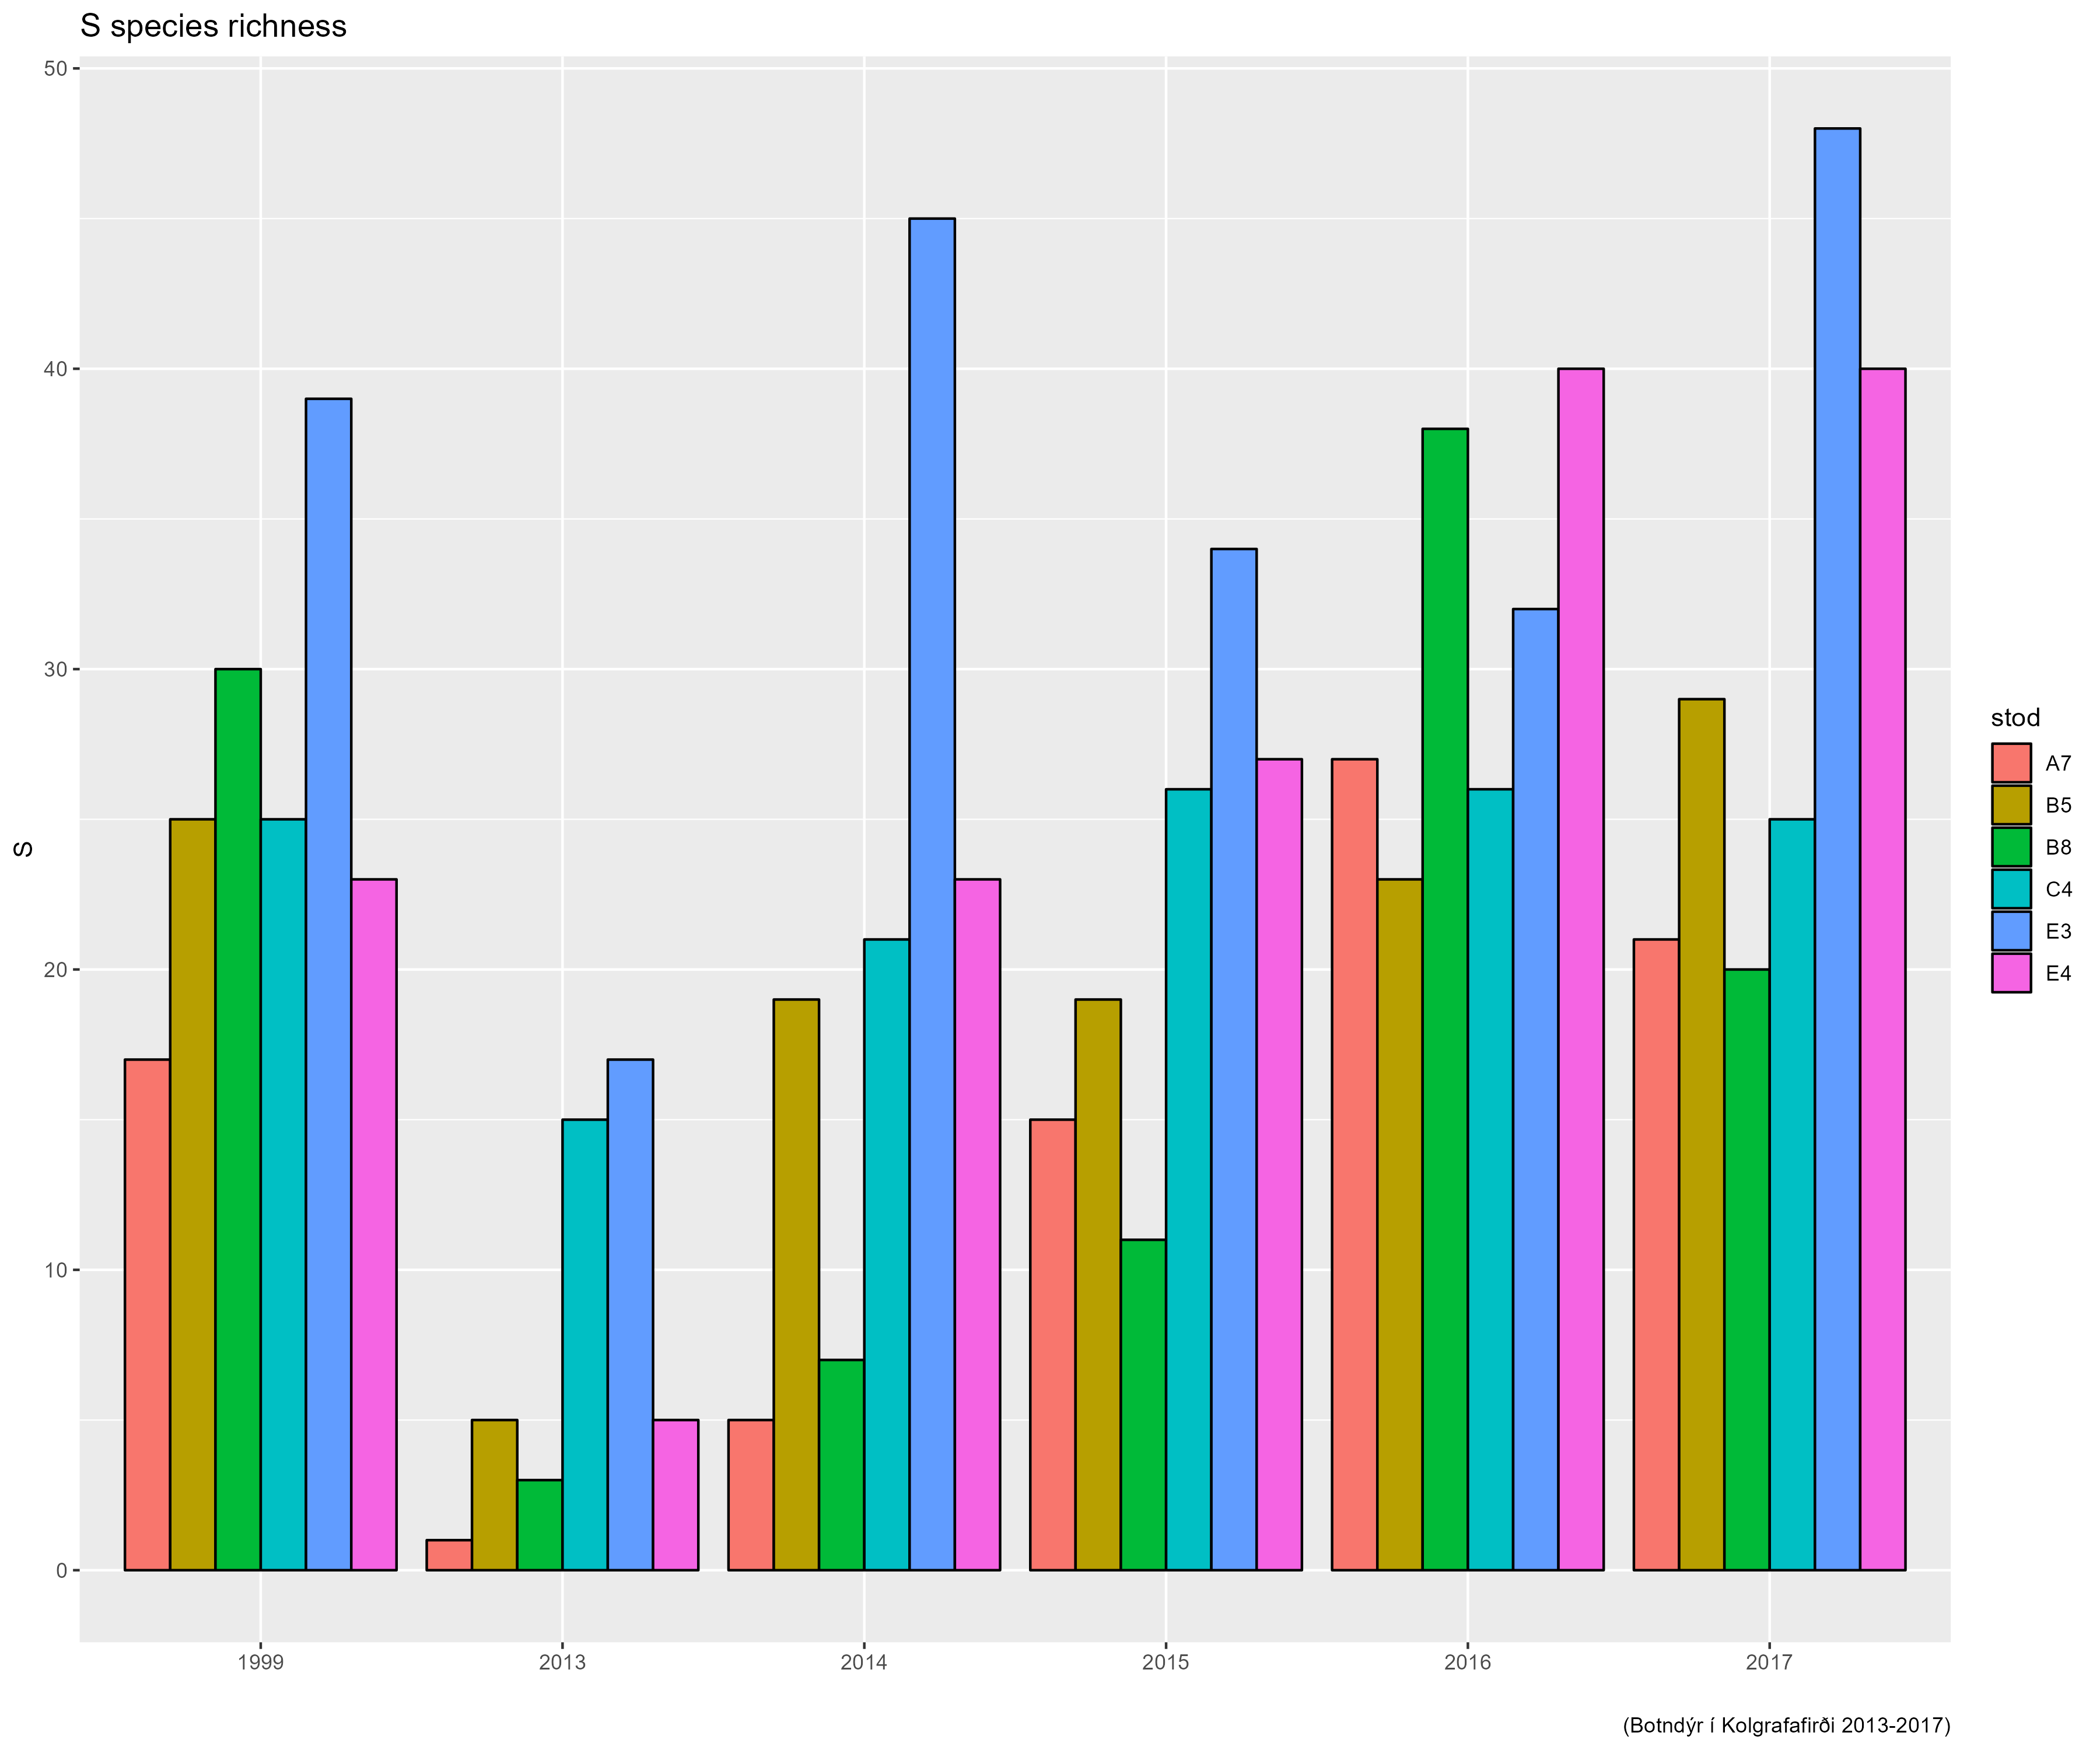 S species richness
50
40
30
20
10
0
S
1999
2013
2014
2015
2016
2017
stod
A7
B5
B8
C4
E3
E4
(Botndýr í Kolgrafafirði 2013-2017)